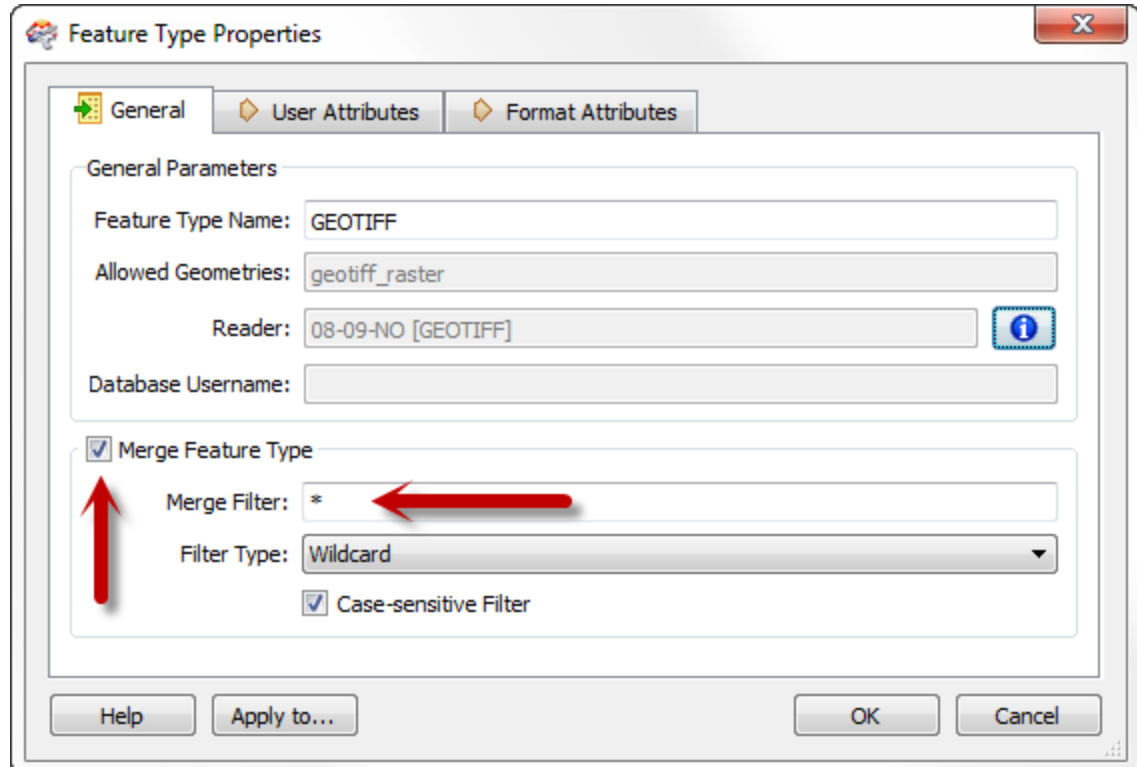 Feature Type Properties
General
User Attributes
Format Attributes
General Parameters
Feature Type Name: GEOTIFF
Allowed Geometries: geotiff_raster
Reader: 08-09-NO [GEOTIFF]
Database Username:
Merge Feature Type
Merge Filter: *
Filter Type: Wildcard
Case-sensitive Filter
Help
Apply to...
OK
Cancel